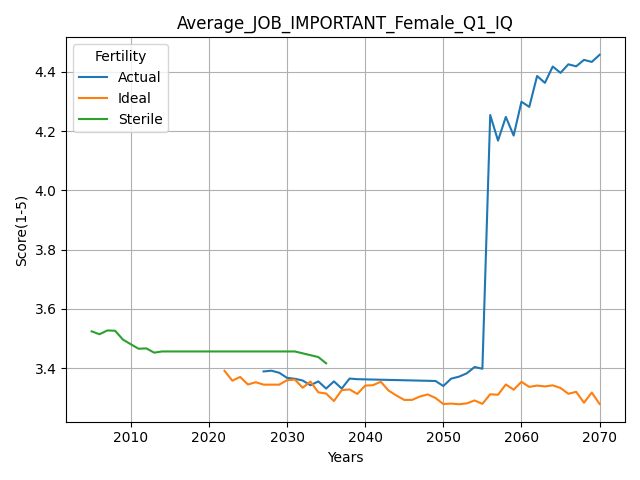 Average_JOB_IMPORTANT_Female_Q1_IQ
Fertility
Actual
Ideal
Sterile
Score(1-5)
4.4
4.2
4.0
3.8
3.6
3.4
2010 2020 2030 2040 2050 2060 2070
Years